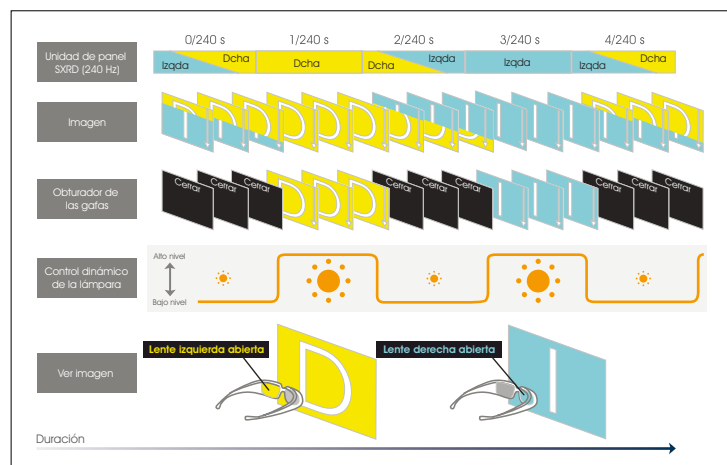 0/240 s 1/240 s 2/240 s 3/240 s 4/240 s
Unidad de panel
SXRD (240 Hz)
Izqda Dcha Dcha Dcha Izqda Izqda Izqda Dcha
Imagen
D D D D D D D D I I I I D D D
I I I
Obturador de
las gafas
Cerrar Cerrar Cerrar D D D Cerrar Cerrar Cerrar I I I Cerrar Cerrar Cerrar
Control dinámico
de la lámpara
Alto nivel
Bajo nivel
Ver imagen
Lente izquierda abierta
D
Lente derecha abierta
I
Duración